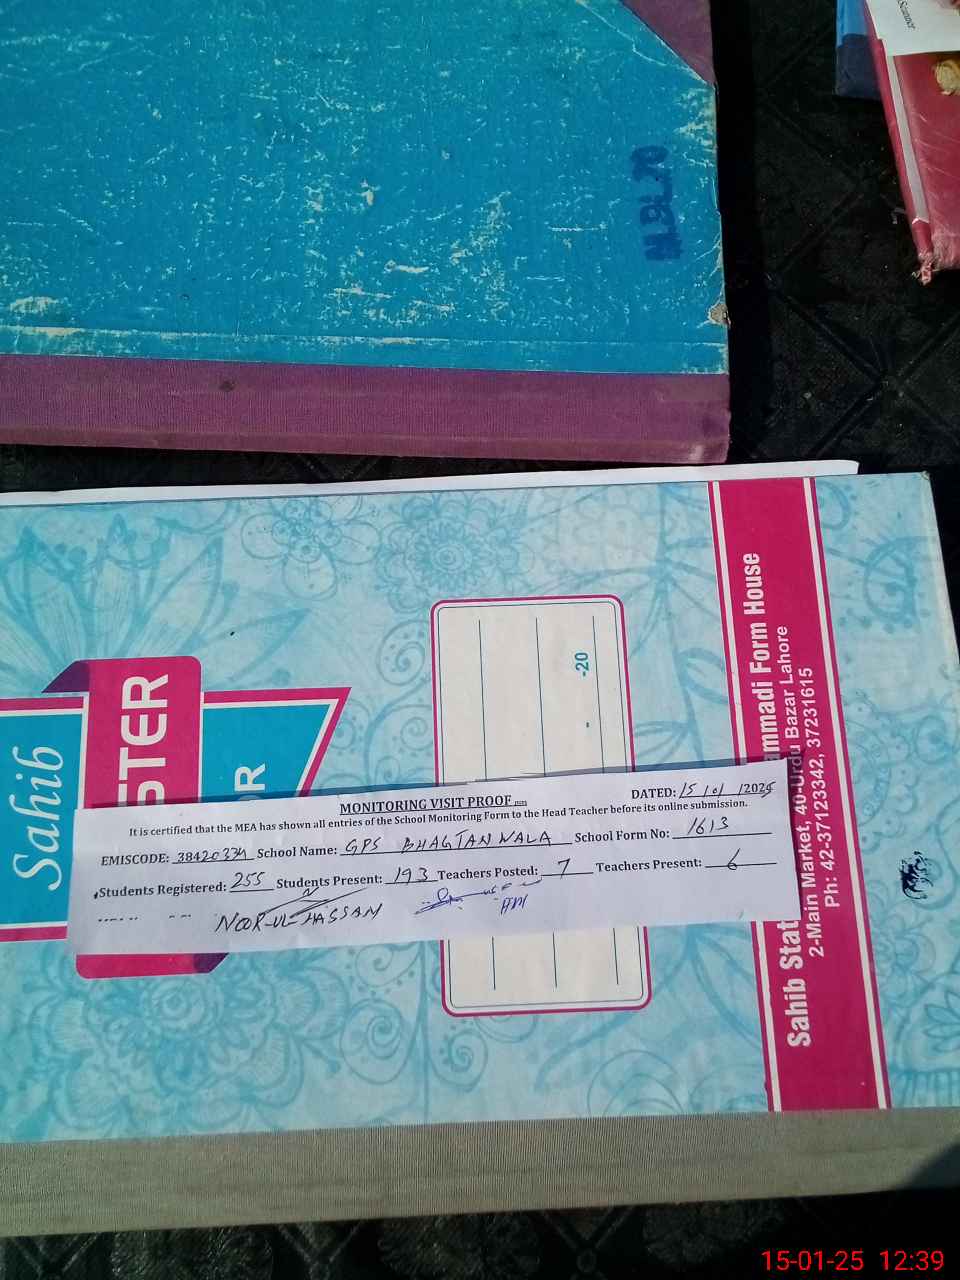 Scanner
N.BL.70
Sahib
STER
R
-20
-
ammadi Form House
Sahib Stat
2-Main Market, 40-Urdu Bazar Lahore
Ph: 42-37123342, 37231615
MONITORING VISIT PROOF
DATED: 15/01/2025
It is certified that the MEA has shown all entries of the School Monitoring Form to the Head Teacher before its online submission.
EMISCODE: 38420334 School Name: GPS BHAGTANWALA School Form No: 1613
Students Registered: 255 Students Present: 193 Teachers Posted: 7 Teachers Present: 6
NOOR-UL-HASSAN
15-01-25 12:39